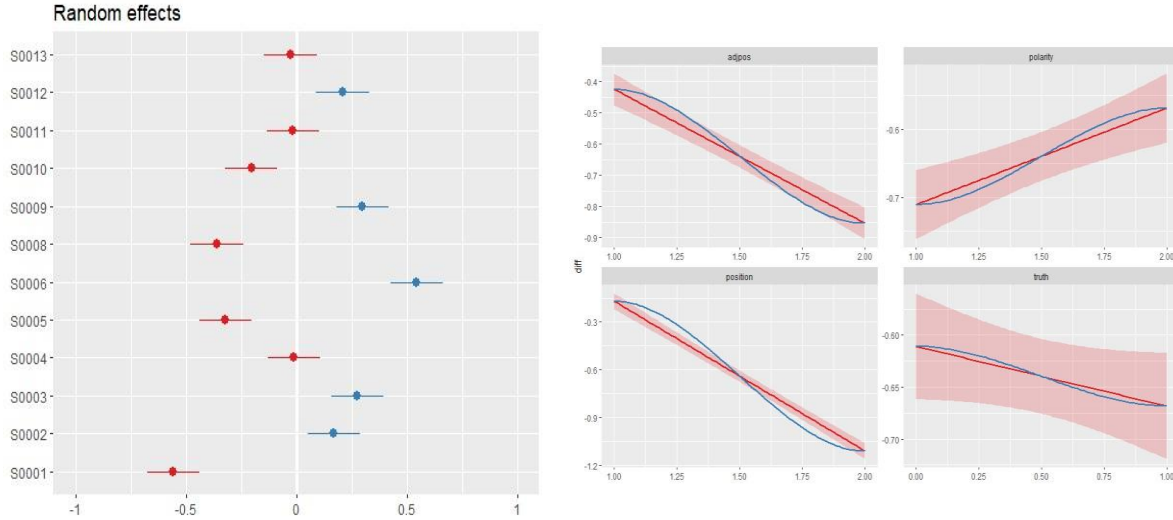 Random effects
S0013
S0012
S0011
S0010
S0009
S0008
S0006
S0005
S0004
S0003
S0002
S0001
-1 -0.5 0 0.5 1
diff
adjpos
-0.4
-0.5
-0.6
-0.7
-0.8
-0.9
1.00 1.25 1.50 1.75 2.00
polarity
-0.6
-0.7
1.00 1.25 1.50 1.75 2.00
position
-0.3
-0.6
-0.9
-1.2
1.00 1.25 1.50 1.75 2.00
truth
-0.60
-0.65
-0.70
0.00 0.25 0.50 0.75 1.00